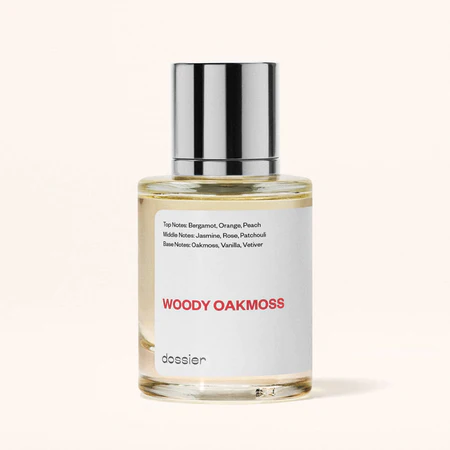 Top Notes: Bergamot, Orange, Peach
Middle Notes: Jasmine, Rose, Patchouli
Base Notes: Oakmoss, Vanilla, Vetiver
WOODY OAKMOSS
dossier